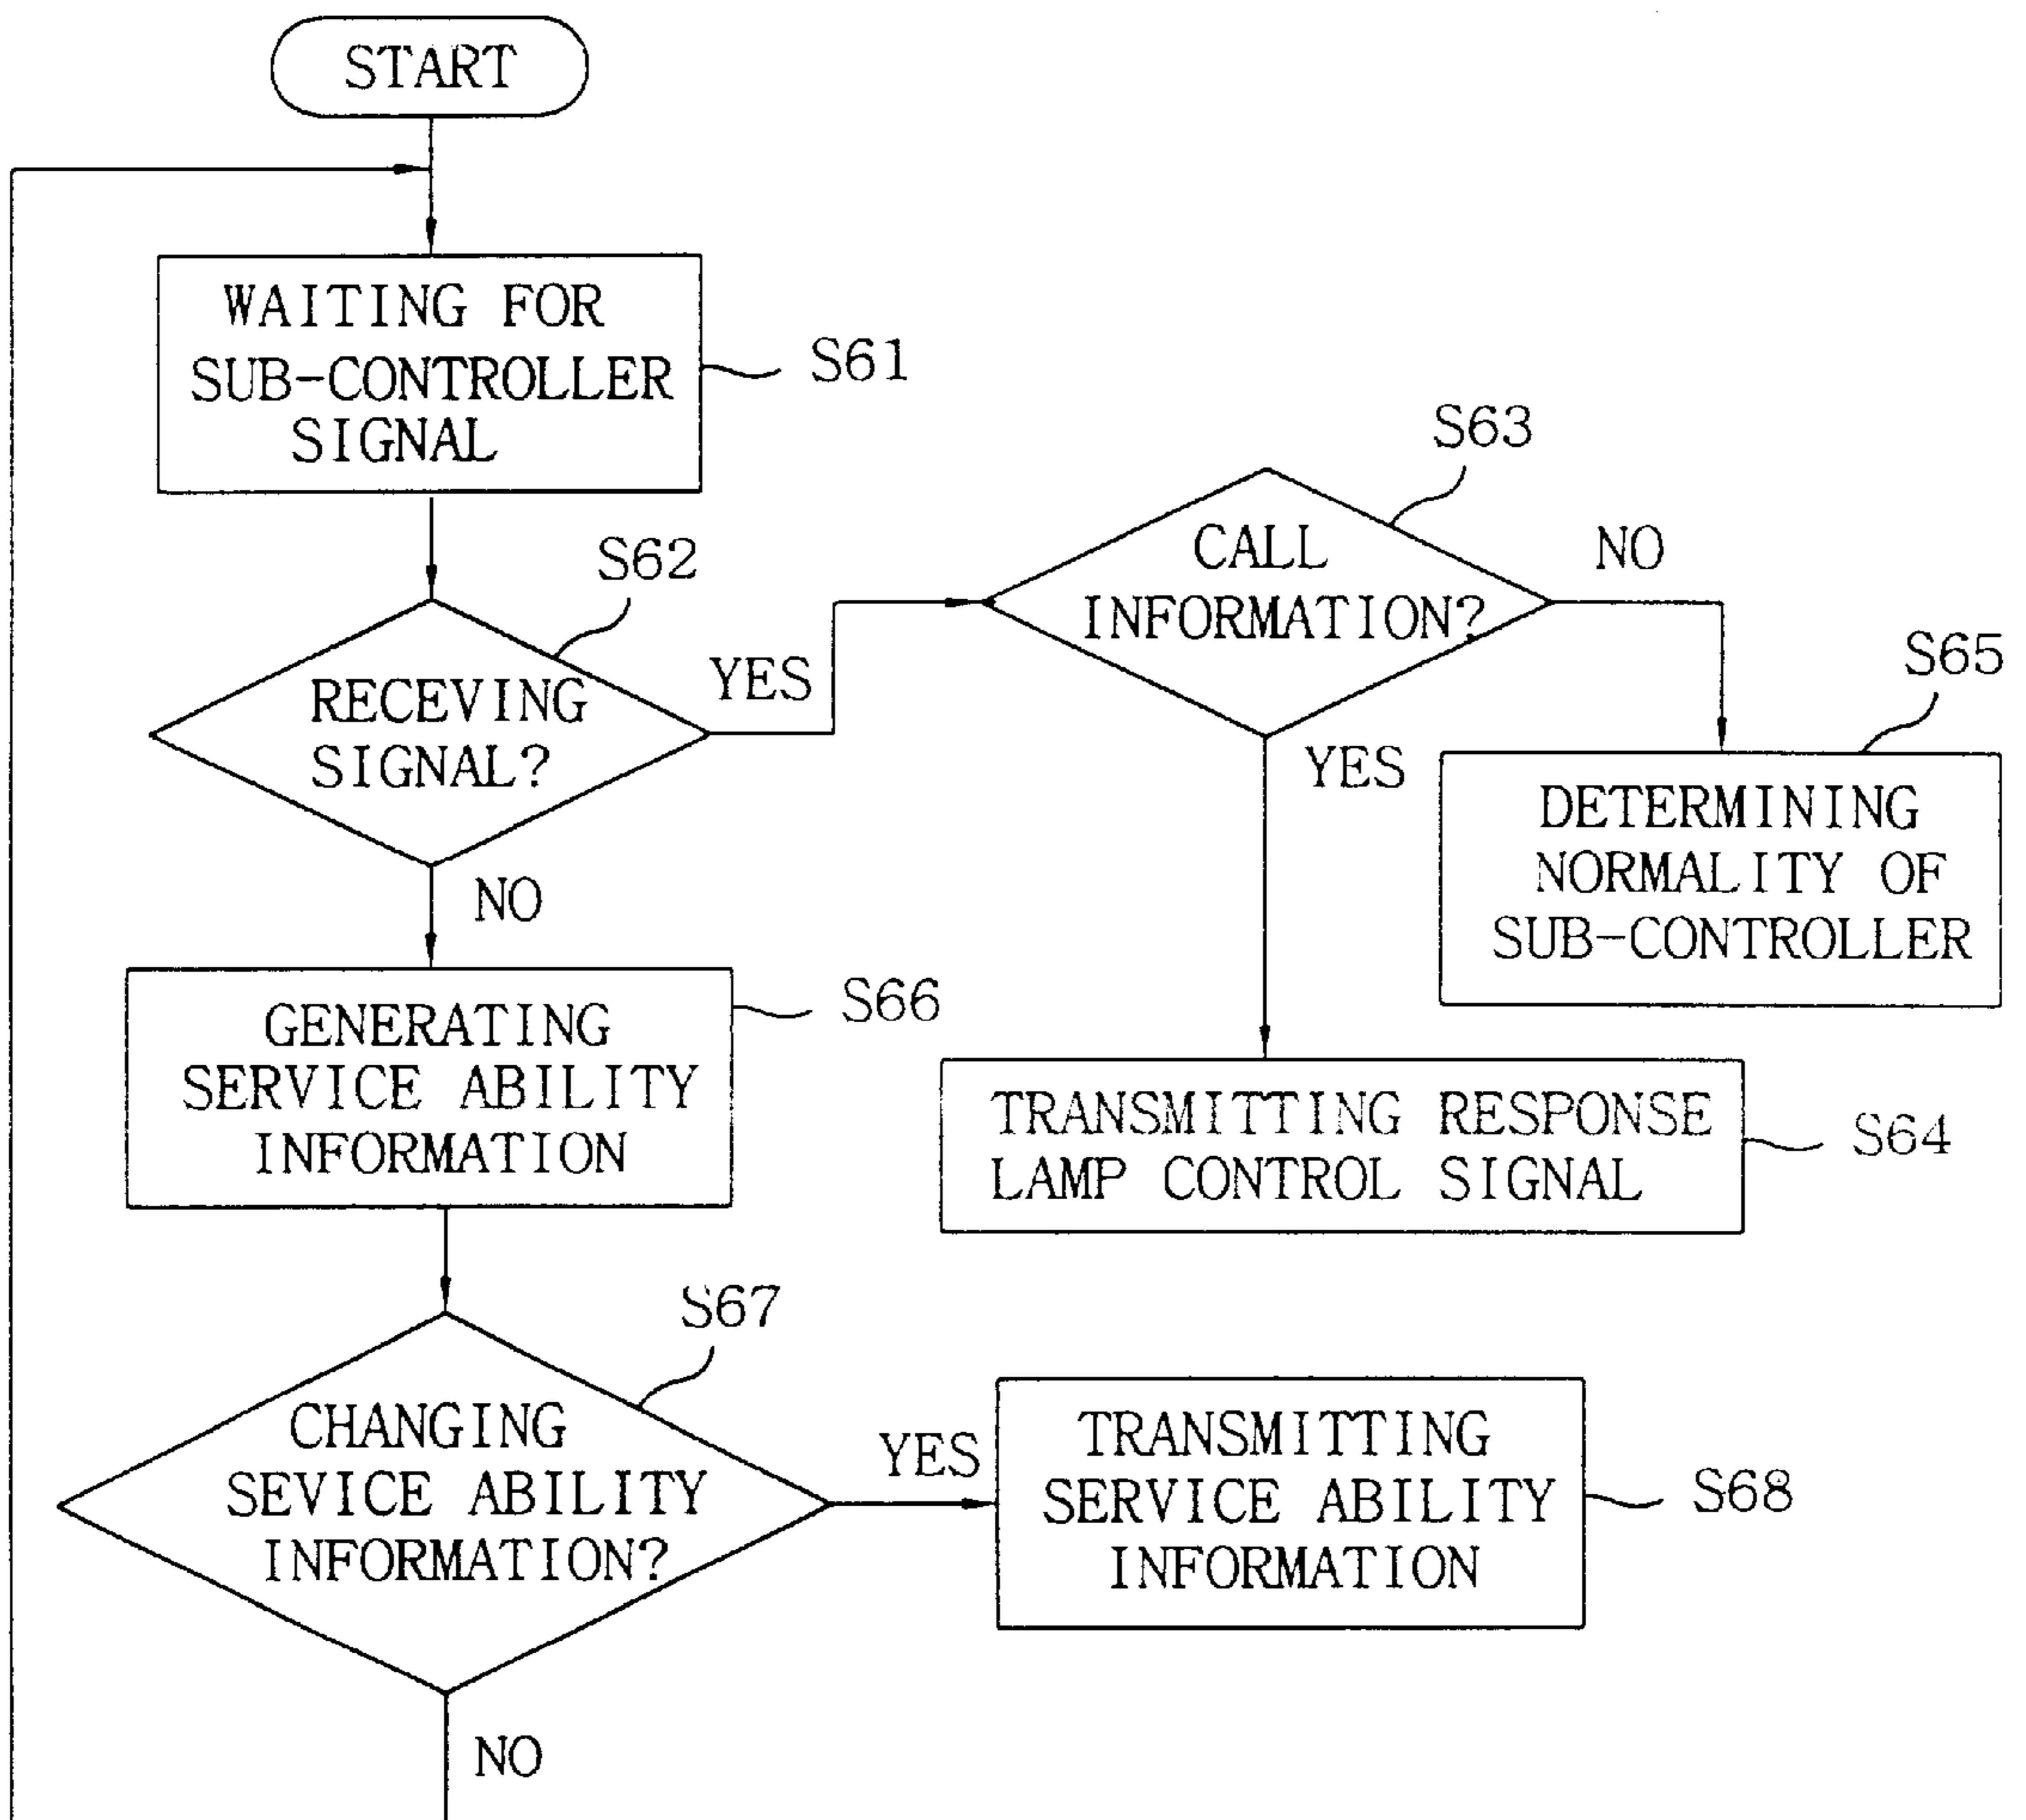 START
WAITING FOR
SUB-CONTROLLER
SIGNAL
S61
S62
RECEVING
SIGNAL?
YES
NO
S63
CALL
INFORMATION?
NO
YES
S65
DETERMINING
NORMALITY OF
SUB-CONTROLLER
TRANSMITTING RESPONSE
LAMP CONTROL SIGNAL
S64
GENERATING
SERVICE ABILITY
INFORMATION
S66
S67
CHANGING
SEVICE ABILITY
INFORMATION?
YES
TRANSMITTING
SERVICE ABILITY
INFORMATION
S68
NO